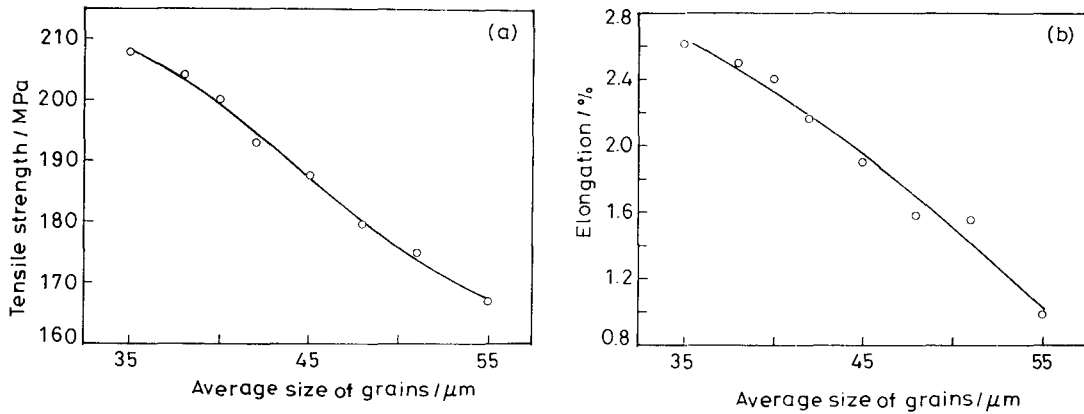 (a)
210
200
190
180
170
160
Tensile strength / MPa
35 45 55
Average size of grains / μm
(b)
2.8
2.4
2.0
1.6
1.2
0.8
Elongation / %
35 45 55
Average size of grains / μm